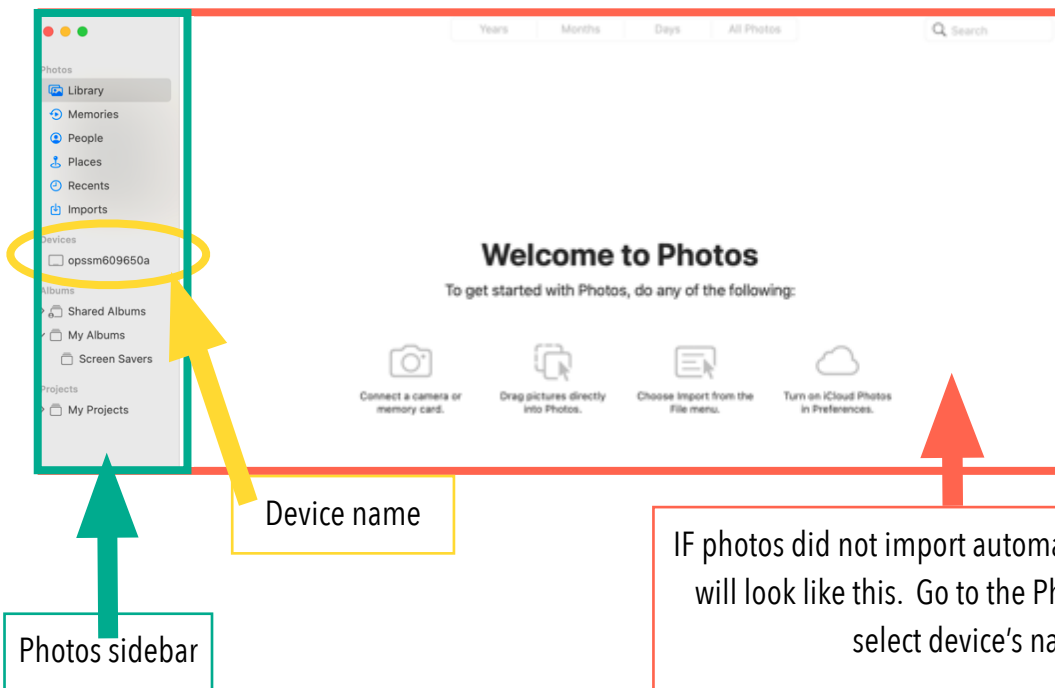 Years Months Days All Photos Search
Photos
Library
Memories
People
Places
Recents
Imports
Devices
opssm609650a
Albums
Shared Albums
My Albums
Screen Savers
Projects
My Projects
Welcome to Photos
To get started with Photos, do any of the following:
Connect a camera or
memory card.
Drag pictures directly
into Photos.
Choose Import from the
File menu.
Turn on iCloud Photos
in Preferences.
Device name
Photos sidebar
IF photos did not import automa
will look like this. Go to the Ph
select device's na